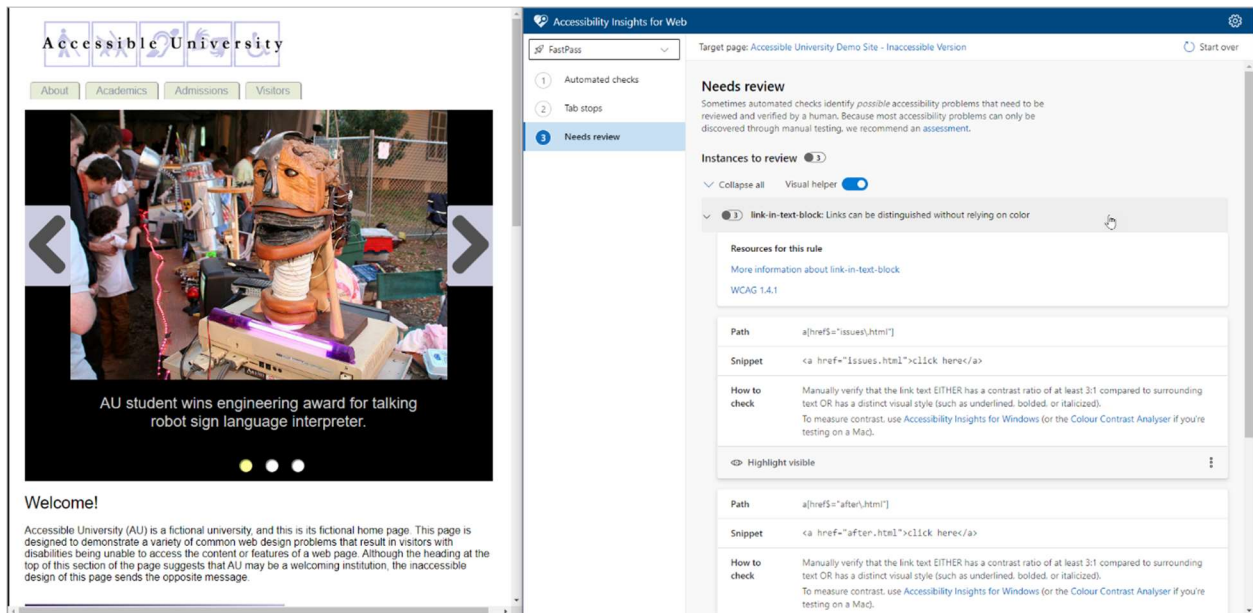 Accessible University
About
Academics
Admissions
Visitors
AU student wins engineering award for talking
robot sign language interpreter.
Welcome!
Accessible University (AU) is a fictional university, and this is its fictional home page. This page is
designed to demonstrate a variety of common web design problems that result in visitors with
disabilities being unable to access the content or features of a web page. Although the heading at the
top of this section of the page suggests that AU may be a welcoming institution, the inaccessible
design of this page sends the opposite message.
Accessibility Insights for Web
FastPass
Target page: Accessible University Demo Site - Inaccessible Version
Start over
1 Automated checks
2 Tab stops
3 Needs review
Needs review
Sometimes automated checks identify possible accessibility problems that need to be
reviewed and verified by a human. Because most accessibility problems can only be
discovered through manual testing, we recommend an assessment.
Instances to review 3
Collapse all Visual helper
3 link-in-text-block: Links can be distinguished without relying on color
Resources for this rule
More information about link-in-text-block
WCAG 1.4.1
Path a[href$="issues\.html"]
Snippet <a href="issues.html">click here</a>
How to check Manually verify that the link text EITHER has a contrast ratio of at least 3:1 compared to surrounding
text OR has a distinct visual style (such as underlined, bolded, or italicized).
To measure contrast, use Accessibility Insights for Windows (or the Colour Contrast Analyser if you're
testing on a Mac).
Highlight visible
Path a[href$="after\.html"]
Snippet <a href="after.html">click here</a>
How to check Manually verify that the link text EITHER has a contrast ratio of at least 3:1 compared to surrounding
text OR has a distinct visual style (such as underlined, bolded, or italicized).
To measure contrast, use Accessibility Insights for Windows (or the Colour Contrast Analyser if you're
testing on a Mac).